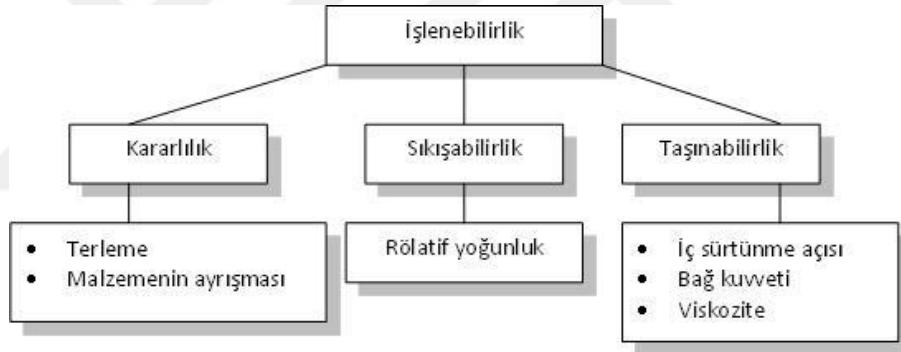 İşlenebilirlik
Kararlılık
Sıkışabilirlik
Taşınabilirlik
• Terleme
• Malzemenin ayrışması
Rölatif yoğunluk
• İç sürtünme açısı
• Bağ kuvveti
• Viskozite